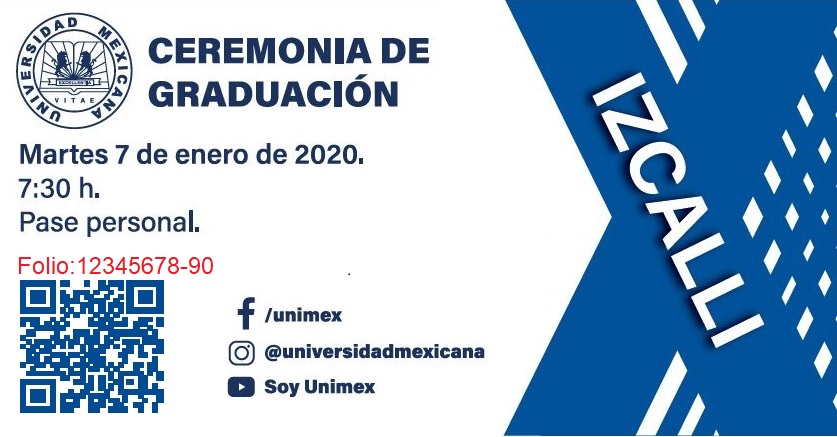 UNIVERSIDAD MEXICANA
EXCELLENTIA
VITAE
CEREMONIA DE
GRADUACIÓN
Martes 7 de enero de 2020.
7:30 h.
Pase personal.
Folio:12345678-90
/unimex
@universidadmexicana
Soy Unimex
IZCALLI